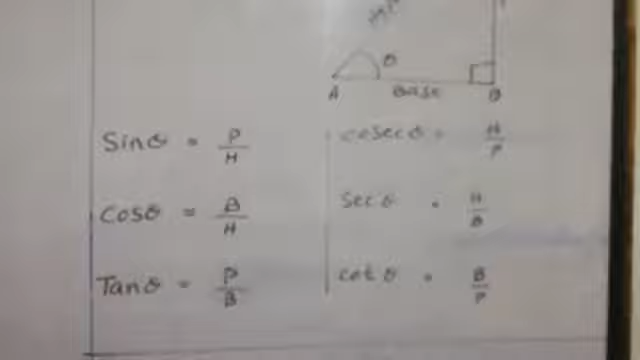 θ
A Base B
Sinθ = P/H
cosecθ = H/P
Cosθ = B/H
secθ = H/B
Tanθ = P/B
cotθ = B/P